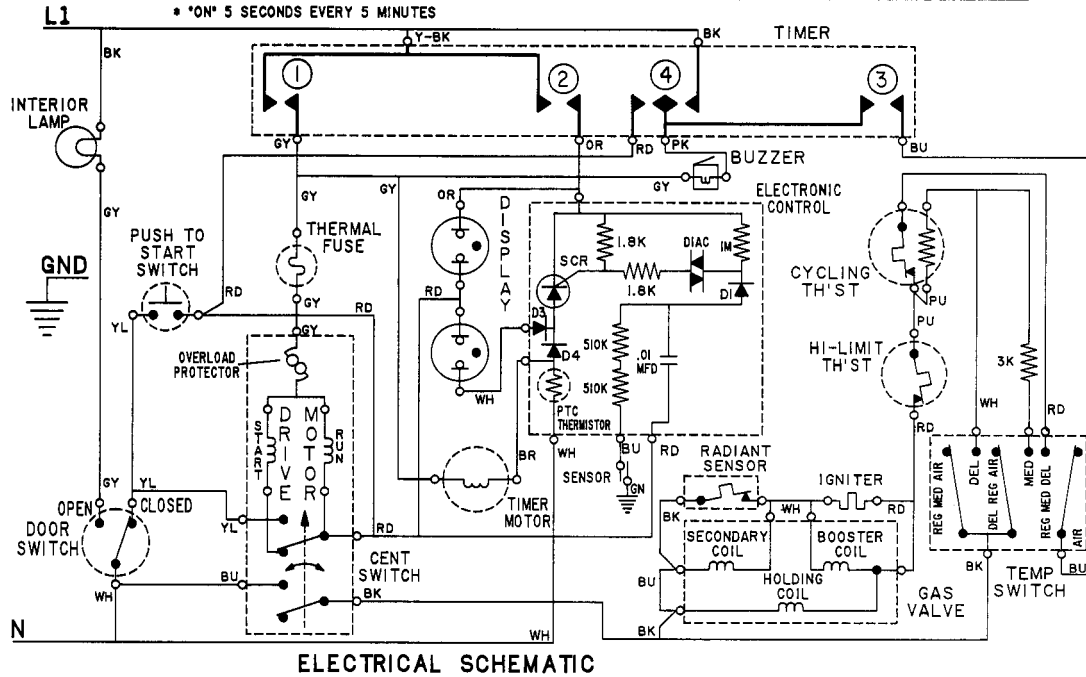 * "ON" 5 SECONDS EVERY 5 MINUTES
L1
Y-BK
BK
TIMER
BK
1
2
4
3
INTERIOR
LAMP
GY
OR
RD
PK
BU
BUZZER
GY
GY
GY
OR
DISPLAY
ELECTRONIC
CONTROL
GY
PUSH TO
START
SWITCH
THERMAL
FUSE
1.8K
DIAC
1M
SCR
1.8K
D1
CYCLING
TH'ST
GND
RD
GY
RD
RD
PU
PU
YL
GY
D3
HI-LIMIT
TH'ST
OVERLOAD
PROTECTOR
D4
510K
.01
MFD
3K
510K
WH
PTC
THERMISTOR
WH
RD
RD
DRIVE
MOTOR
START
RUN
WH
BU
RD
BR
SENSOR
GN
RADIANT
SENSOR
IGNITER
REG MED AIR
DEL
DEL REG AIR
MED
REG MED DEL
AIR
GY
YL
OPEN
CLOSED
TIMER
MOTOR
BK
WH
RD
DOOR
SWITCH
YL
RD
SECONDARY
COIL
BOOSTER
COIL
CENT
SWITCH
BU
HOLDING
COIL
BK
TEMP
SWITCH
BU
WH
BU
BK
BK
GAS
VALVE
N
WH
ELECTRICAL SCHEMATIC